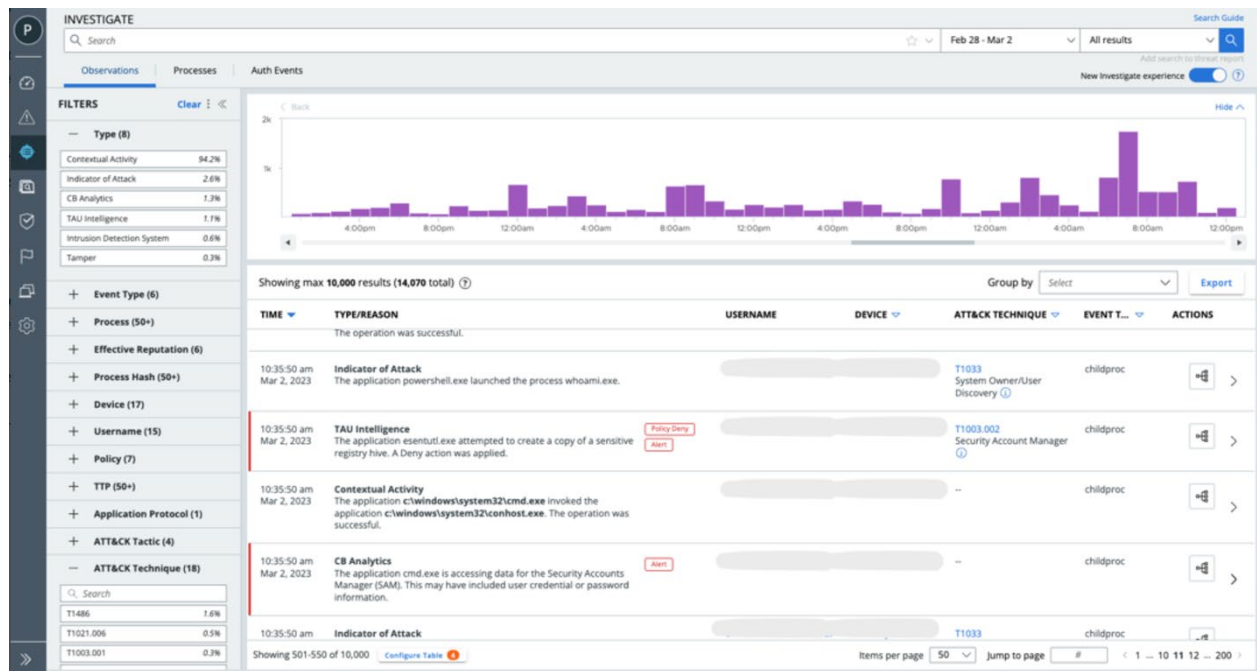 P
INVESTIGATE
Search Guide
Search
Feb 28 - Mar 2
All results
Add search to threat report
Observations
Processes
Auth Events
New Investigate experience
?
FILTERS
Clear
Back
Hide
Type (8)
Contextual Activity 94.2%
Indicator of Attack 2.6%
CB Analytics 1.3%
TAU Intelligence 1.1%
Intrusion Detection System 0.6%
Tamper 0.3%
Event Type (6)
Process (50+)
Effective Reputation (6)
Process Hash (50+)
Device (17)
Username (15)
Policy (7)
TTP (50+)
Application Protocol (1)
ATT&CK Tactic (4)
ATT&CK Technique (18)
Search
T1486 1.6%
T1021.006 0.5%
T1003.001 0.3%
2k
1k
4:00pm 8:00pm 12:00am 4:00am 8:00am 12:00pm 4:00pm 8:00pm 12:00am 4:00am 8:00am 12:00pm
Showing max 10,000 results (14,070 total) ?
Group by Select
Export
TIME TYPE/REASON USERNAME DEVICE ATT&CK TECHNIQUE EVENT T... ACTIONS
The operation was successful.
10:35:50 am
Mar 2, 2023
Indicator of Attack
The application powershell.exe launched the process whoami.exe.
T1033
System Owner/User
Discovery
childproc
10:35:50 am
Mar 2, 2023
TAU Intelligence
The application esentutl.exe attempted to create a copy of a sensitive
registry hive. A Deny action was applied.
Policy Deny
Alert
T1003.002
Security Account Manager
childproc
10:35:50 am
Mar 2, 2023
Contextual Activity
The application c:\windows\system32\cmd.exe invoked the
application c:\windows\system32\conhost.exe. The operation was
successful.
--
childproc
10:35:50 am
Mar 2, 2023
CB Analytics
The application cmd.exe is accessing data for the Security Accounts
Manager (SAM). This may have included user credential or password
information.
Alert
--
childproc
10:35:50 am
Indicator of Attack
T1033
childproc
Showing 501-550 of 10,000
Configure Table 4
Items per page 50
Jump to page #
1 ... 10 11 12 ... 200